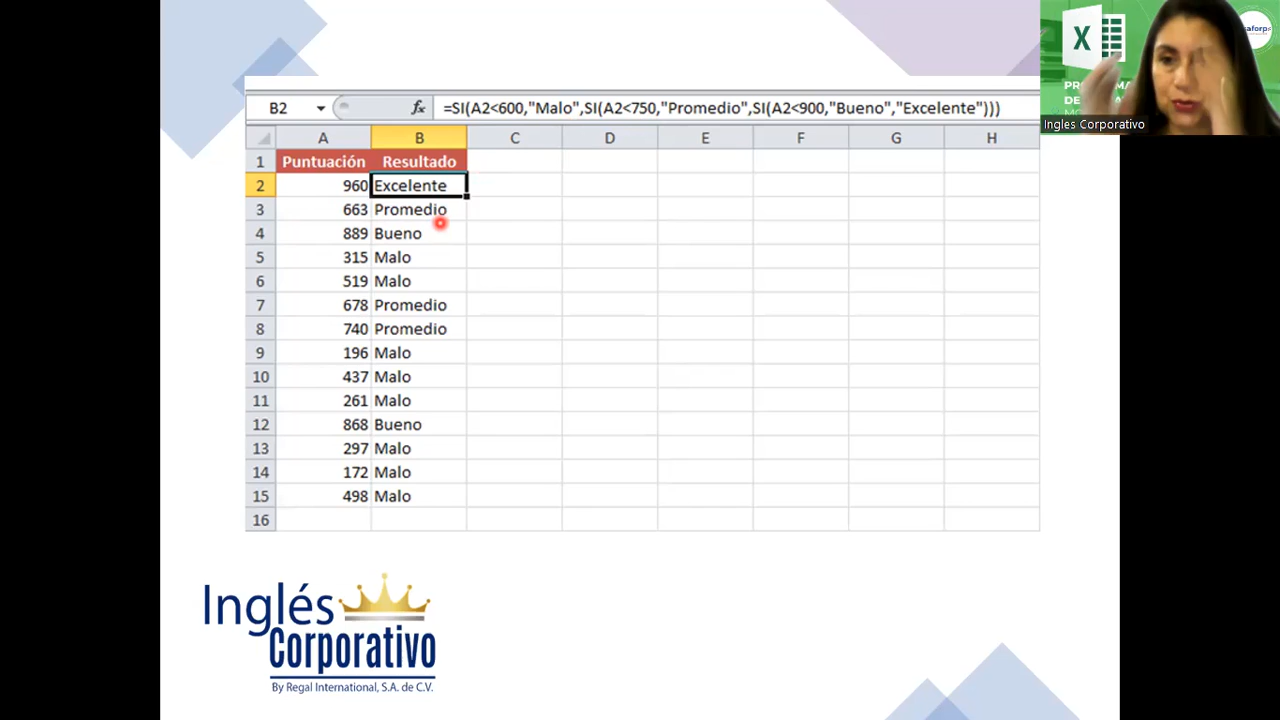 B2 fx =SI(A2<600,"Malo",SI(A2<750,"Promedio",SI(A2<900,"Bueno","Excelente")))
A B C D E F G H
1 Puntuación Resultado
2 960 Excelente
3 663 Promedio
4 889 Bueno
5 315 Malo
6 519 Malo
7 678 Promedio
8 740 Promedio
9 196 Malo
10 437 Malo
11 261 Malo
12 868 Bueno
13 297 Malo
14 172 Malo
15 498 Malo
16
X
Ingles Corporativo
Inglés
Corporativo
By Regal International, S.A. de C.V.